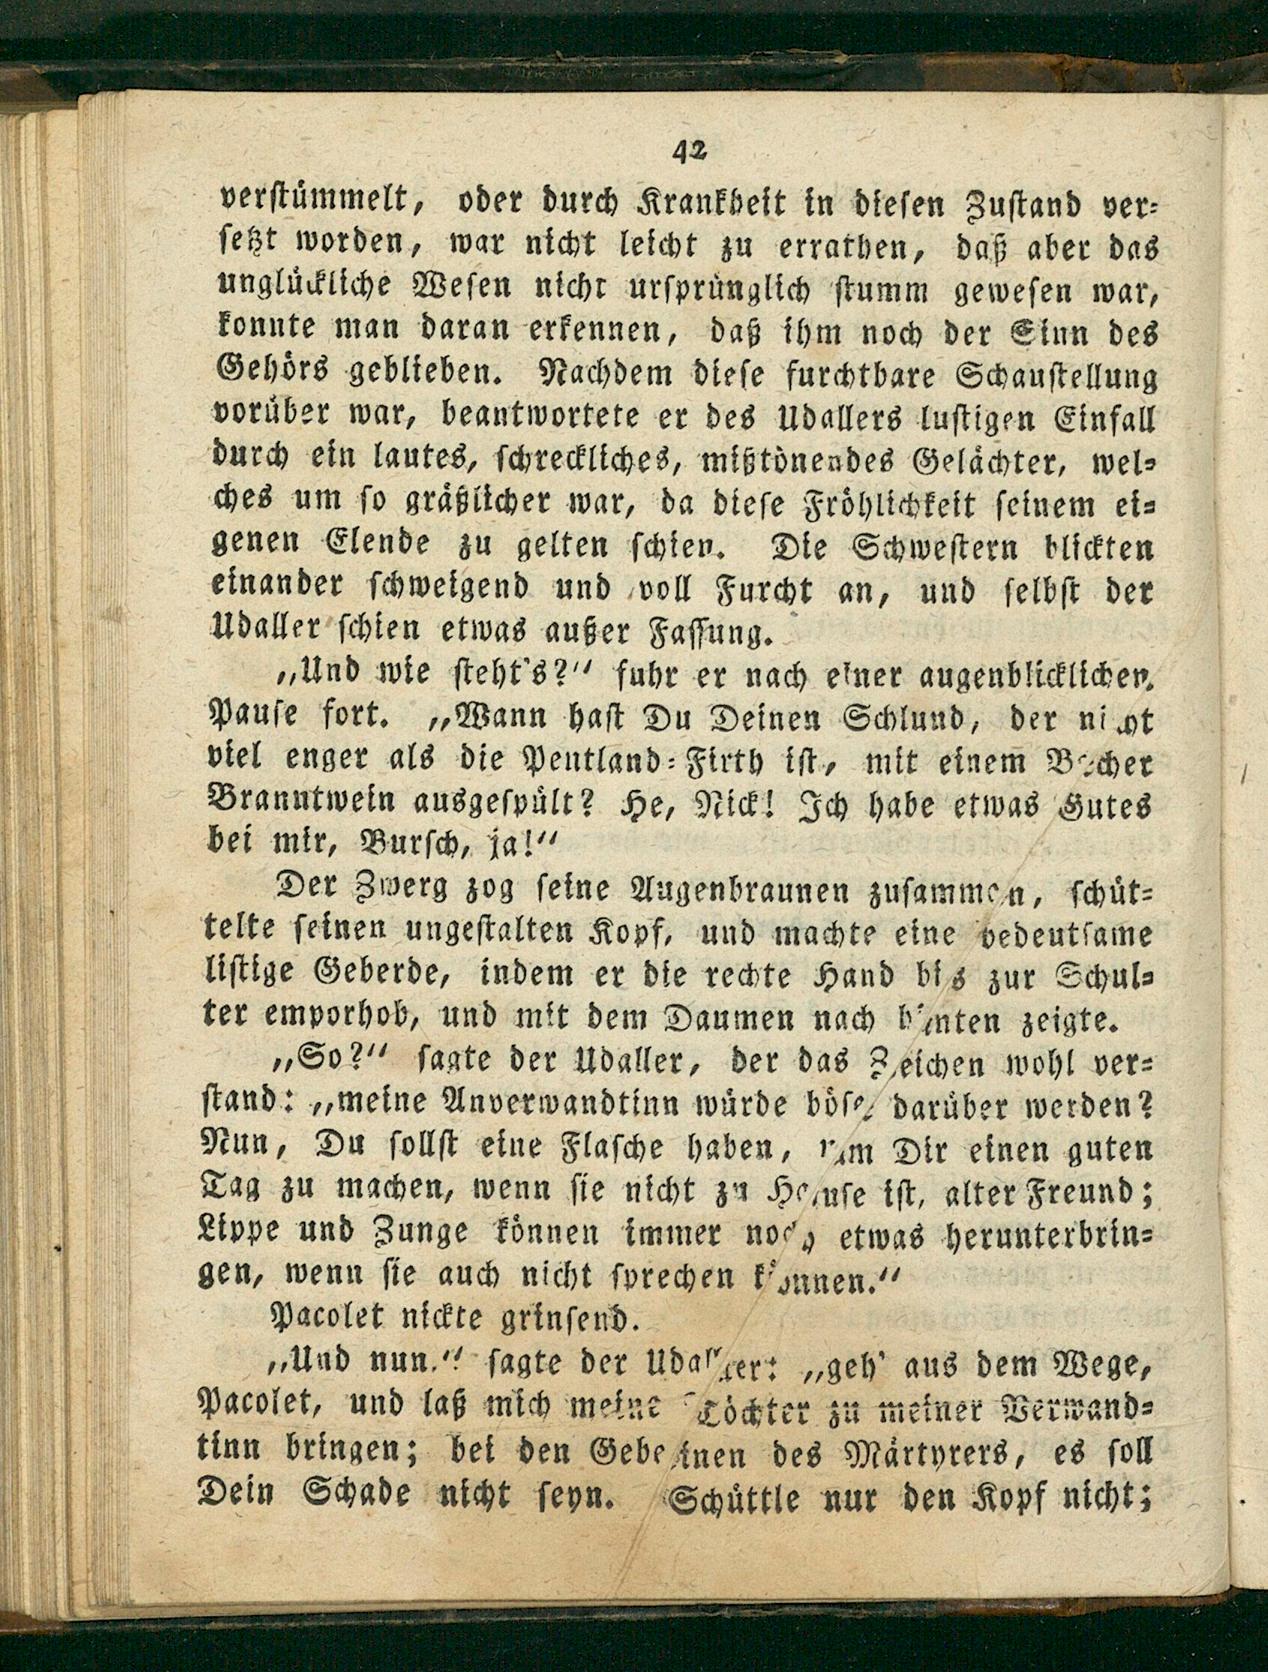 42
verstümmelt, oder durch Krankheit in diesen Zustand ver-
setzt worden, war nicht leicht zu errathen, daß aber das
unglückliche Wesen nicht ursprünglich stumm gewesen war,
konnte man daran erkennen, daß ihm noch der Sinn des
Gehörs geblieben. Nachdem diese furchtbare Schaustellung
vorüber war, beantwortete er des Udallers lustigen Einfall
durch ein lautes, schreckliches, mißtönendes Gelächter, wel-
ches um so gräßlicher war, da diese Fröhlichkeit seinem ei-
genen Elende zu gelten schien. Die Schwestern blickten
einander schweigend und voll Furcht an, und selbst der
Udaller schien etwas außer Fassung.
„Und wie steht's?“ fuhr er nach einer augenblicklichen
Pause fort. „Wann hast Du Deinen Schlund, der nicht
viel enger als die Pentland-Firth ist, mit einem Becher
Branntwein ausgespült? He, Nick! Ich habe etwas Gutes
bei mir, Bursch, ja!“
Der Zwerg zog seine Augenbraunen zusammen, schüt-
telte seinen ungestalten Kopf, und machte eine bedeutsame
listige Geberde, indem er die rechte Hand bis zur Schul-
ter emporhob, und mit dem Daumen nach hinten zeigte.
„So?“ sagte der Udaller, der das Zeichen wohl ver-
stand: „meine Anverwandtinn würde böse darüber werden?
Nun, Du sollst eine Flasche haben, um Dir einen guten
Tag zu machen, wenn sie nicht zu Hause ist, alter Freund;
Lippe und Zunge können immer noch etwas herunterbrin-
gen, wenn sie auch nicht sprechen können.“
Pacolet nickte grinsend.
„Und nun,“ sagte der Udaller: „geh' aus dem Wege,
Pacolet, und laß mich meine Töchter zu meiner Verwand-
tinn bringen; bei den Gebeinen des Märtyrers, es soll
Dein Schade nicht seyn. Schüttle nur den Kopf nicht;